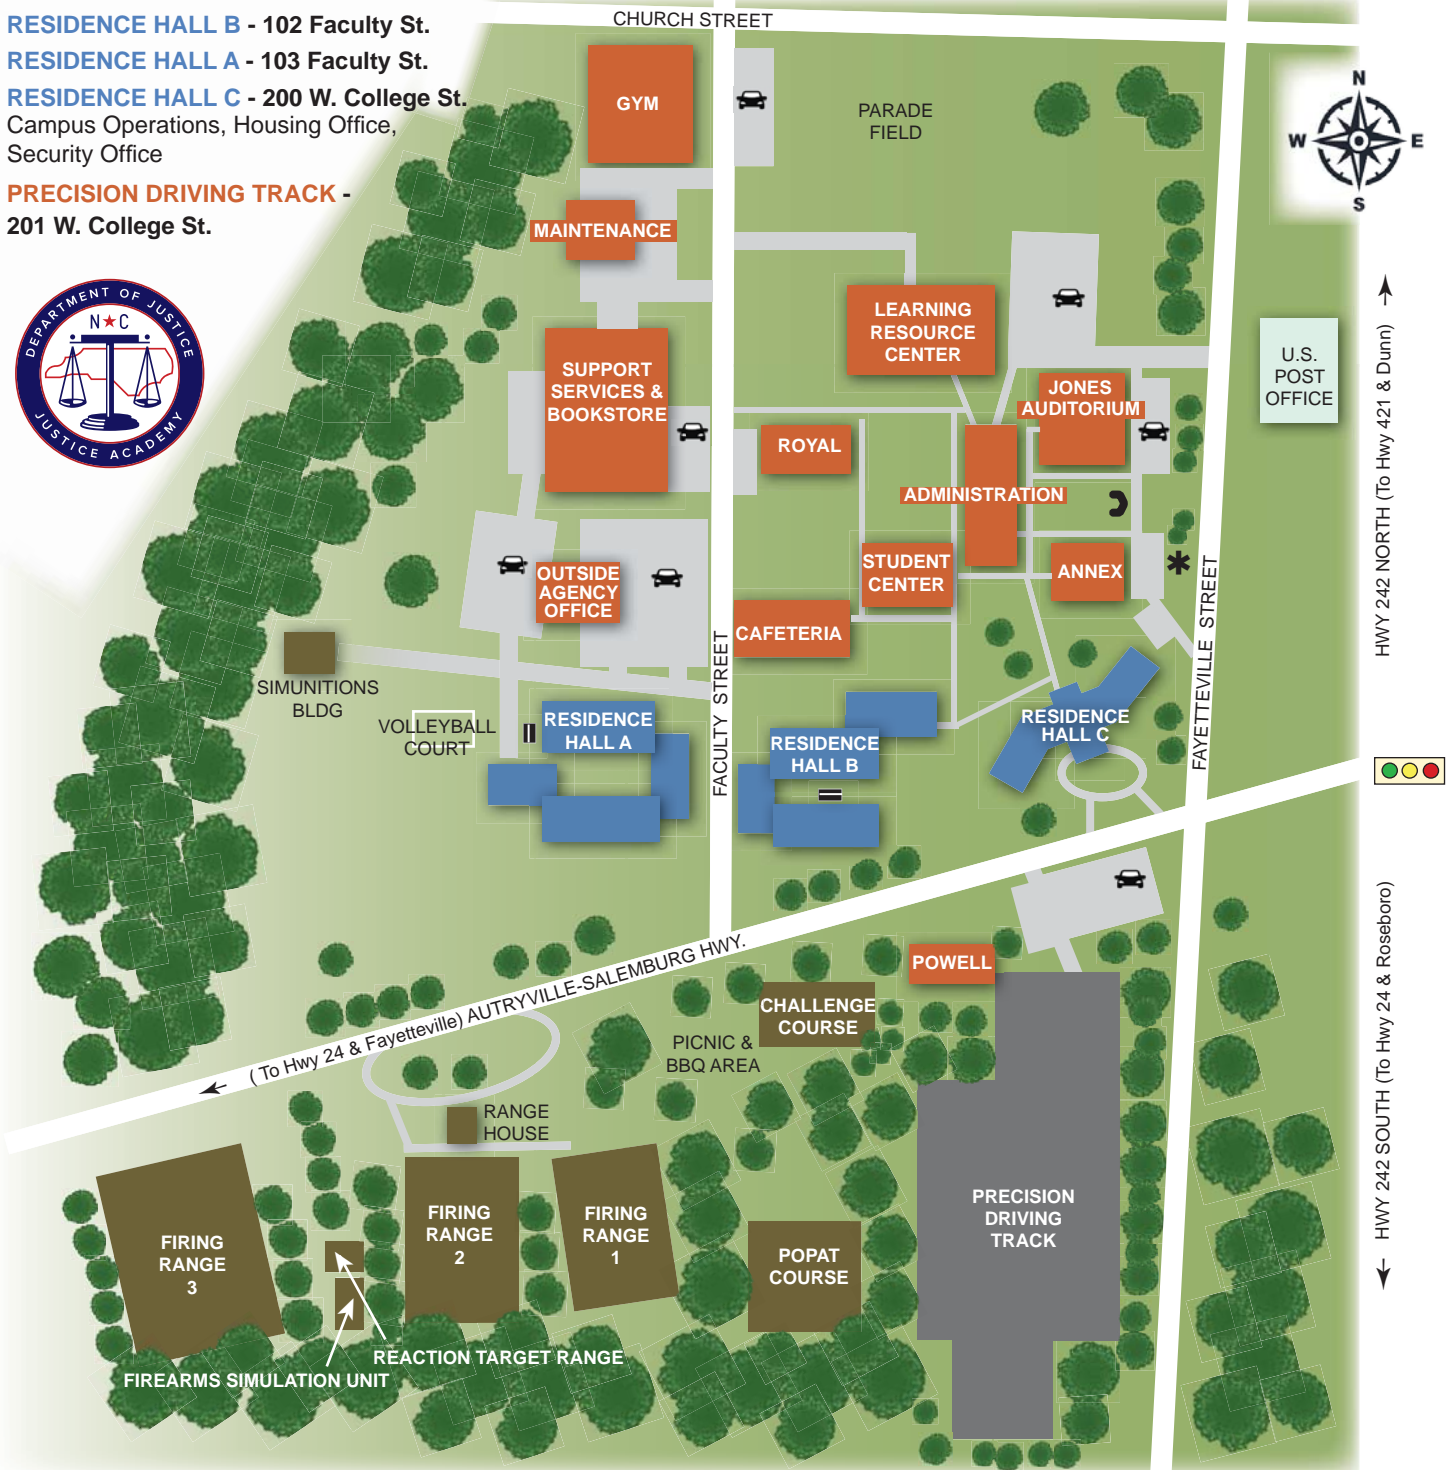 RESIDENCE HALL B - 102 Faculty St.
RESIDENCE HALL A - 103 Faculty St.
RESIDENCE HALL C - 200 W. College St.
Campus Operations, Housing Office,
Security Office
PRECISION DRIVING TRACK -
201 W. College St.
DEPARTMENT OF JUSTICE
N★C
JUSTICE ACADEMY
CHURCH STREET
GYM
PARADE
FIELD
N
W
E
S
MAINTENANCE
LEARNING
RESOURCE
CENTER
SUPPORT
SERVICES &
BOOKSTORE
JONES
AUDITORIUM
U.S.
POST
OFFICE
HWY 242 NORTH (To Hwy 421 & Dunn)
ROYAL
ADMINISTRATION
STUDENT
CENTER
ANNEX
OUTSIDE
AGENCY
OFFICE
CAFETERIA
FACULTY STREET
FAYETTEVILLE STREET
SIMUNITIONS
BLDG
VOLLEYBALL
COURT
RESIDENCE
HALL A
RESIDENCE
HALL B
RESIDENCE
HALL C
( To Hwy 24 & Fayetteville) AUTRYVILLE-SALEMBURG HWY.
HWY 242 SOUTH (To Hwy 24 & Roseboro)
POWELL
CHALLENGE
COURSE
PICNIC &
BBQ AREA
RANGE
HOUSE
FIRING
RANGE
3
FIRING
RANGE
2
FIRING
RANGE
1
POPAT
COURSE
PRECISION
DRIVING
TRACK
REACTION TARGET RANGE
FIREARMS SIMULATION UNIT